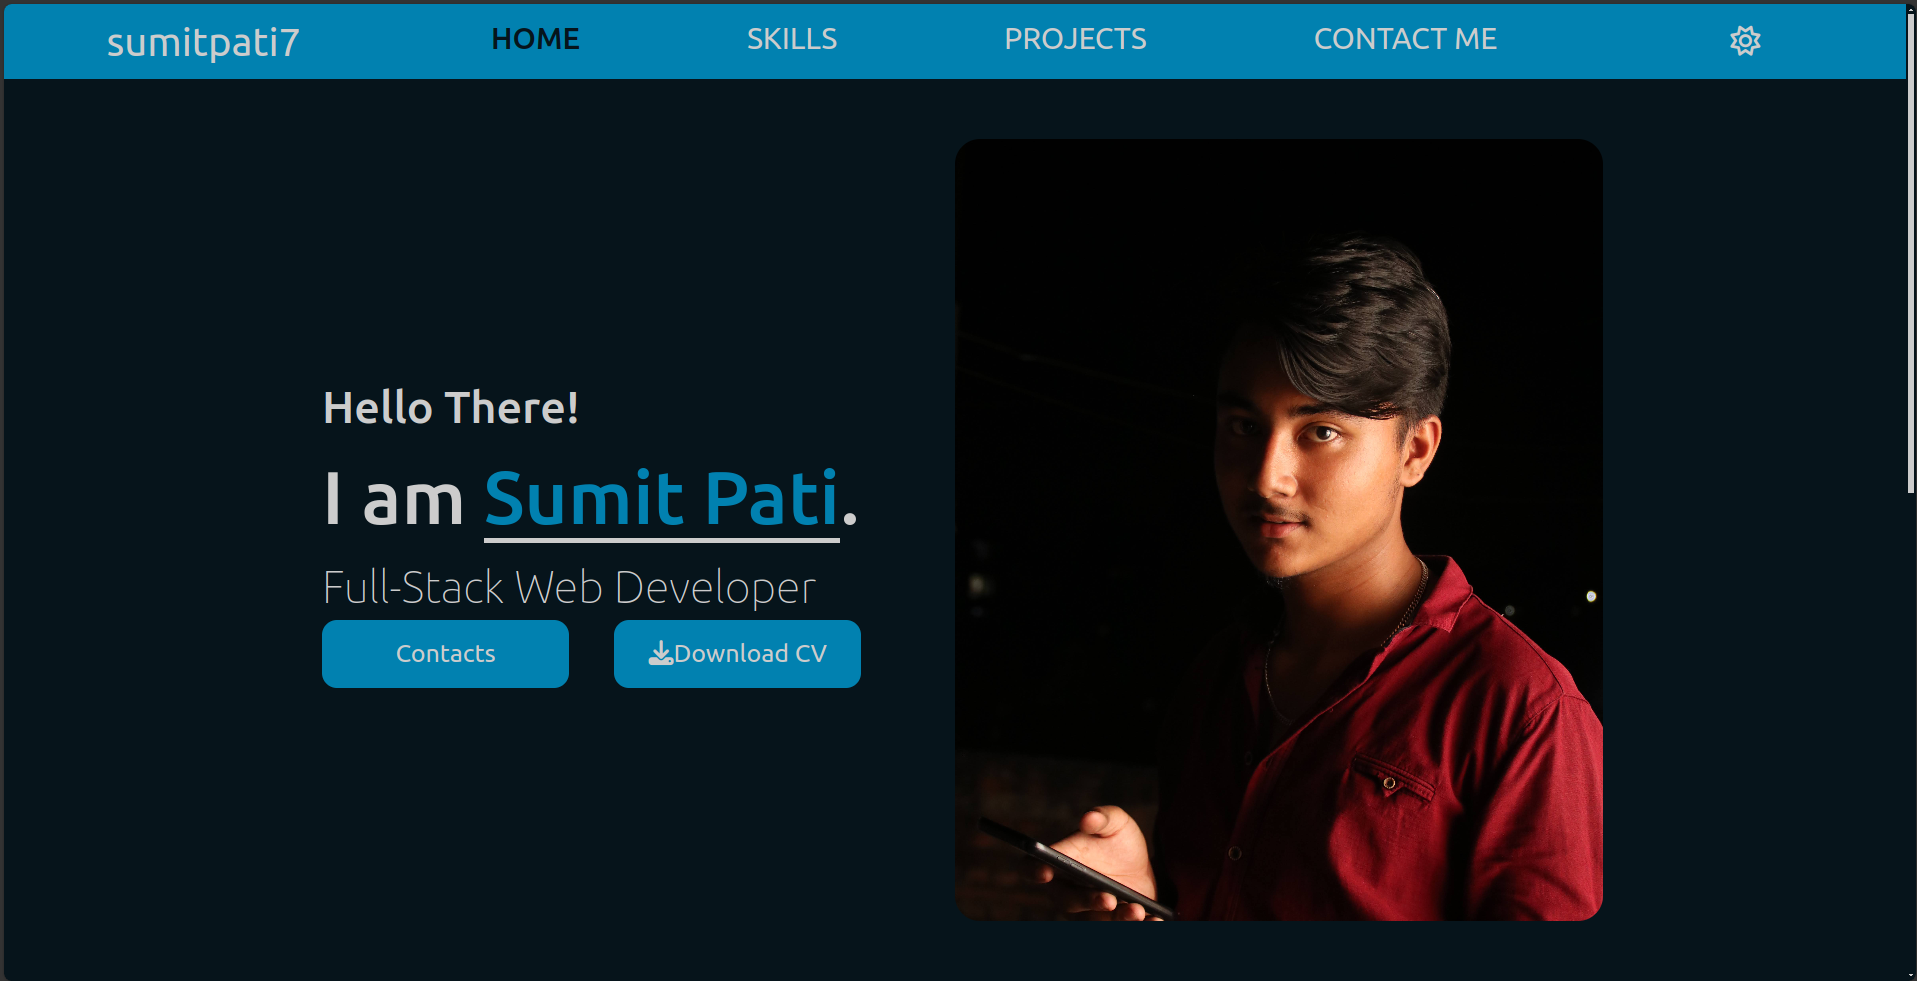 sumitpati7 HOME SKILLS PROJECTS CONTACT ME
Hello There!
I am Sumit Pati.
Full-Stack Web Developer
Contacts Download CV